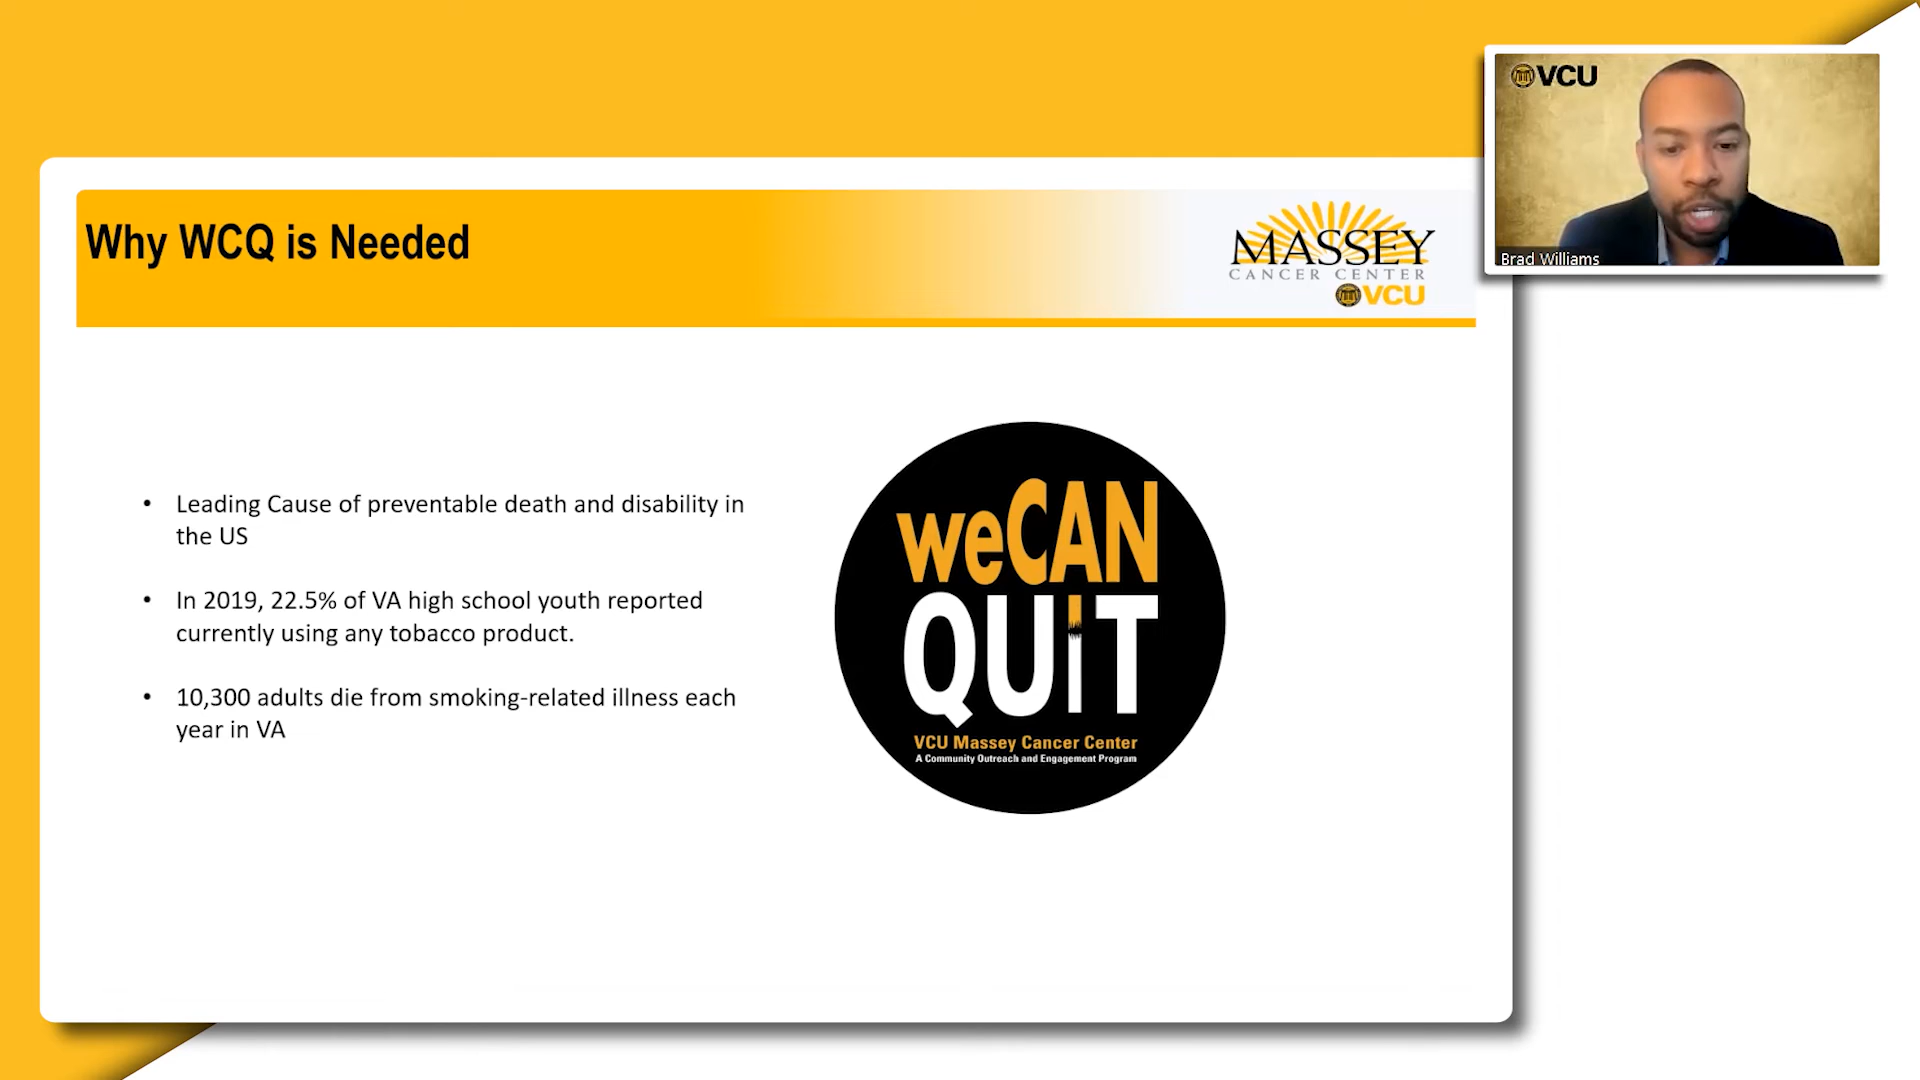 VCU
Brad Williams
Why WCQ is Needed
MASSEY
CANCER CENTER
VCU
• Leading Cause of preventable death and disability in
the US
• In 2019, 22.5% of VA high school youth reported
currently using any tobacco product.
• 10,300 adults die from smoking-related illness each
year in VA
weCAN
QUiT
VCU Massey Cancer Center
A Community Outreach and Engagement Program